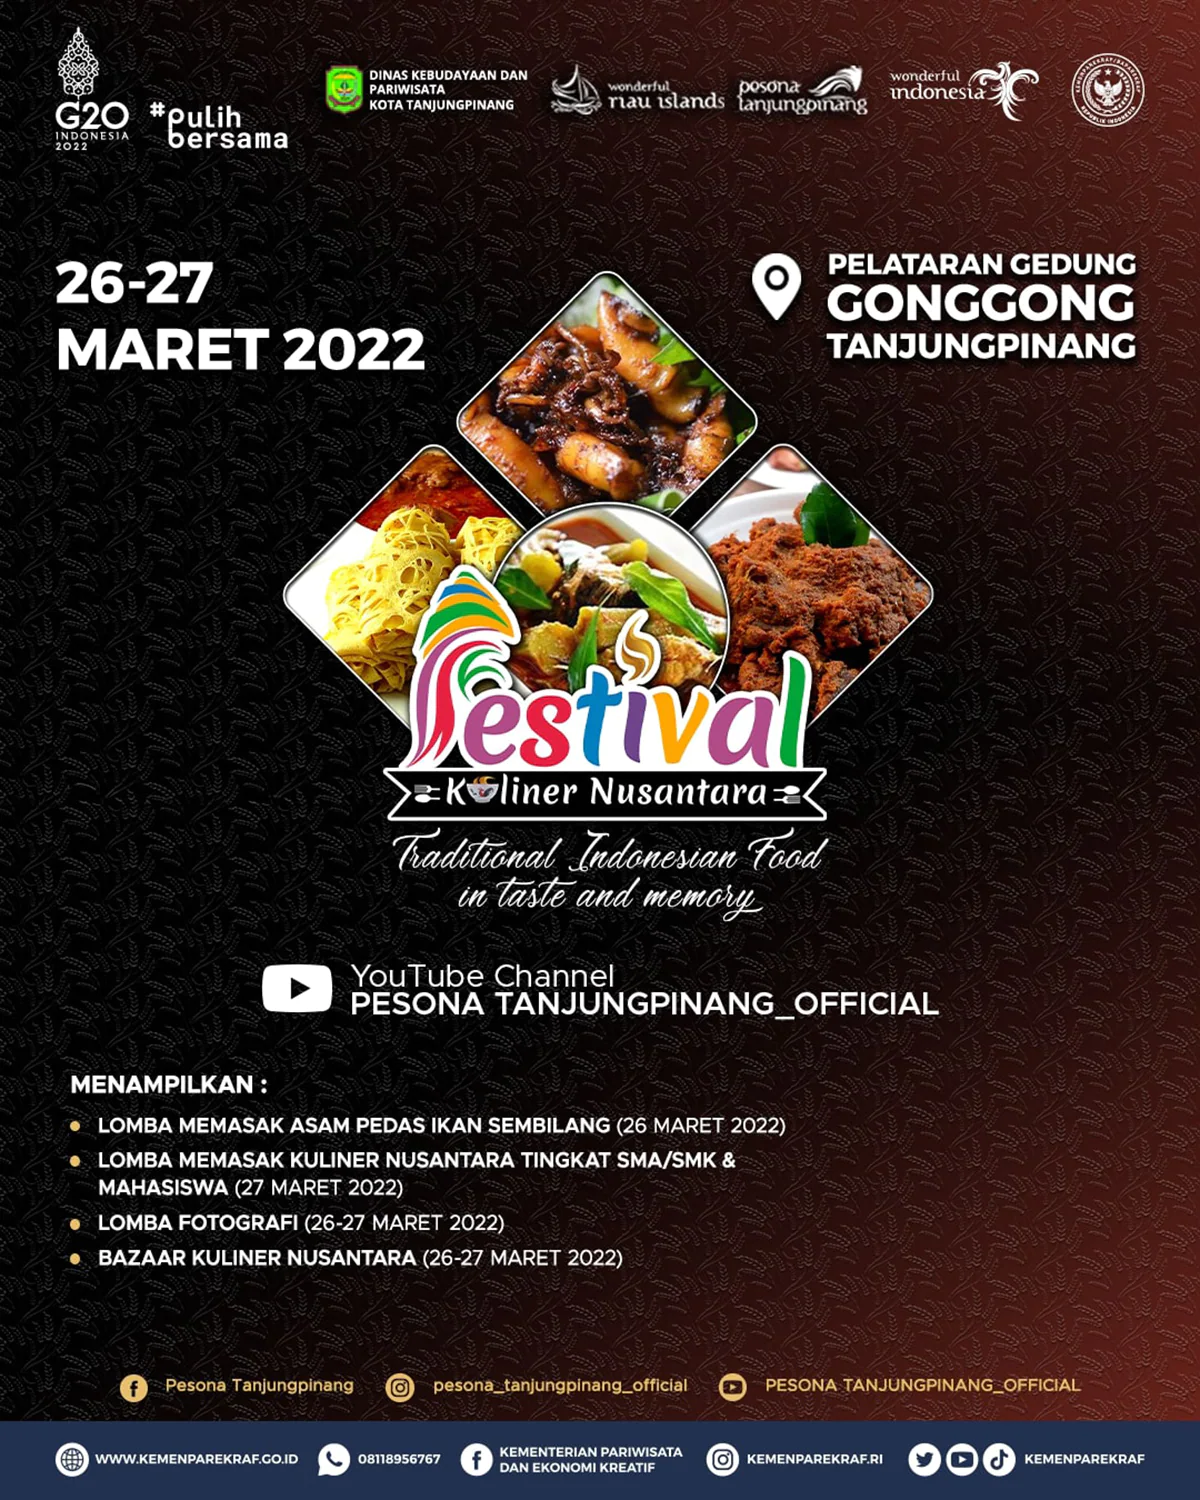 G20
INDONESIA
2022
#pulih
bersama
DINAS KEBUDAYAAN DAN
PARIWISATA
KOTA TANJUNGPINANG
wonderful
riau islands
pesona
tanjungpinang
wonderful
indonesia
26-27
MARET 2022
PELATARAN GEDUNG
GONGGONG
TANJUNGPINANG
Festival
Kuliner Nusantara
Traditional Indonesian Food
in taste and memory
YouTube Channel
PESONA TANJUNGPINANG_OFFICIAL
MENAMPILKAN :
• LOMBA MEMASAK ASAM PEDAS IKAN SEMBILANG (26 MARET 2022)
• LOMBA MEMASAK KULINER NUSANTARA TINGKAT SMA/SMK &
MAHASISWA (27 MARET 2022)
• LOMBA FOTOGRAFI (26-27 MARET 2022)
• BAZAAR KULINER NUSANTARA (26-27 MARET 2022)
Pesona Tanjungpinang pesona_tanjungpinang_official PESONA TANJUNGPINANG_OFFICIAL
WWW.KEMENPAREKRAF.GO.ID 08118956767 KEMENTERIAN PARIWISATA
DAN EKONOMI KREATIF
KEMENPAREKRAF.RI KEMENPAREKRAF